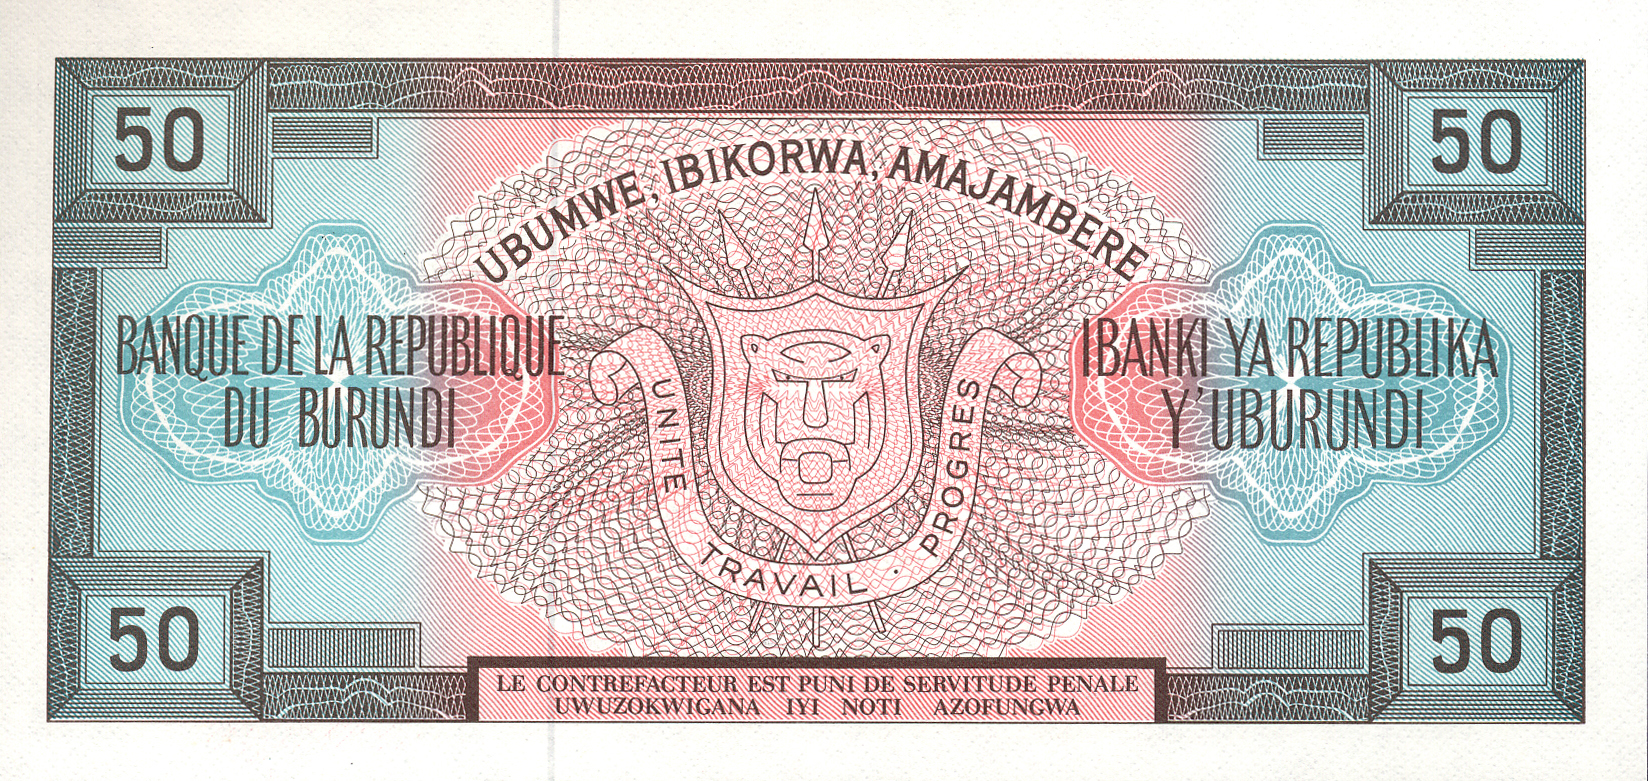 50
50
UBUMWE, IBIKORWA, AMAJAMBERE
BANQUE DE LA REPUBLIQUE
DU BURUNDI
IBANKI YA REPUBLIKA
Y'UBURUNDI
UNITE
TRAVAIL .
PROGRES
50
50
LE CONTREFACTEUR EST PUNI DE SERVITUDE PENALE
UWUZOKWIGANA IYI NOTI AZOFUNGWA